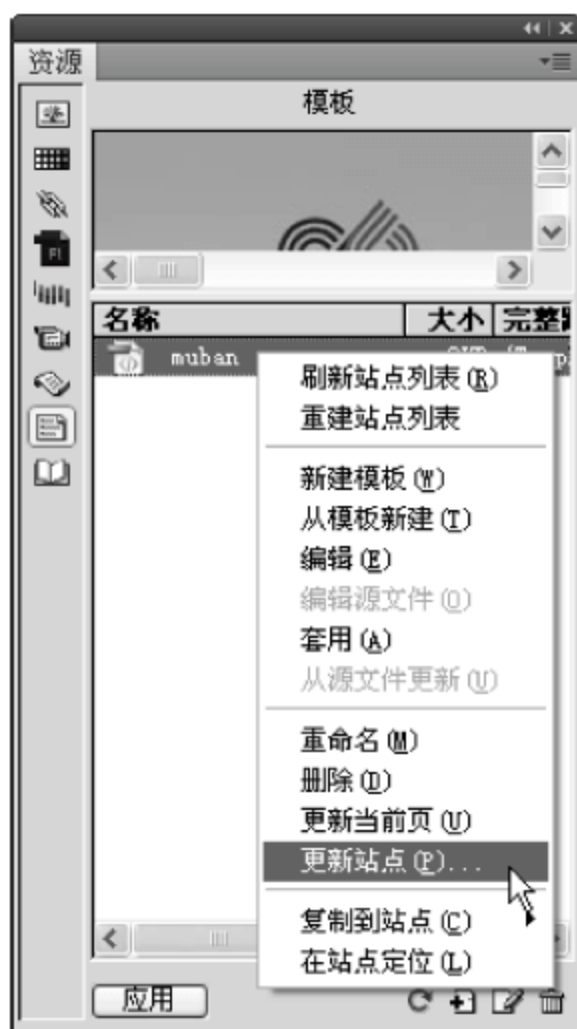 资源
模板
名称 大小 完整
muban
刷新站点列表(R)
重建站点列表
新建模板(W)
从模板新建(T)
编辑(E)
编辑源文件(O)
套用(A)
从源文件更新(U)
重命名(M)
删除(D)
更新当前页(U)
更新站点(P)...
复制到站点(C)
在站点定位(L)
应用